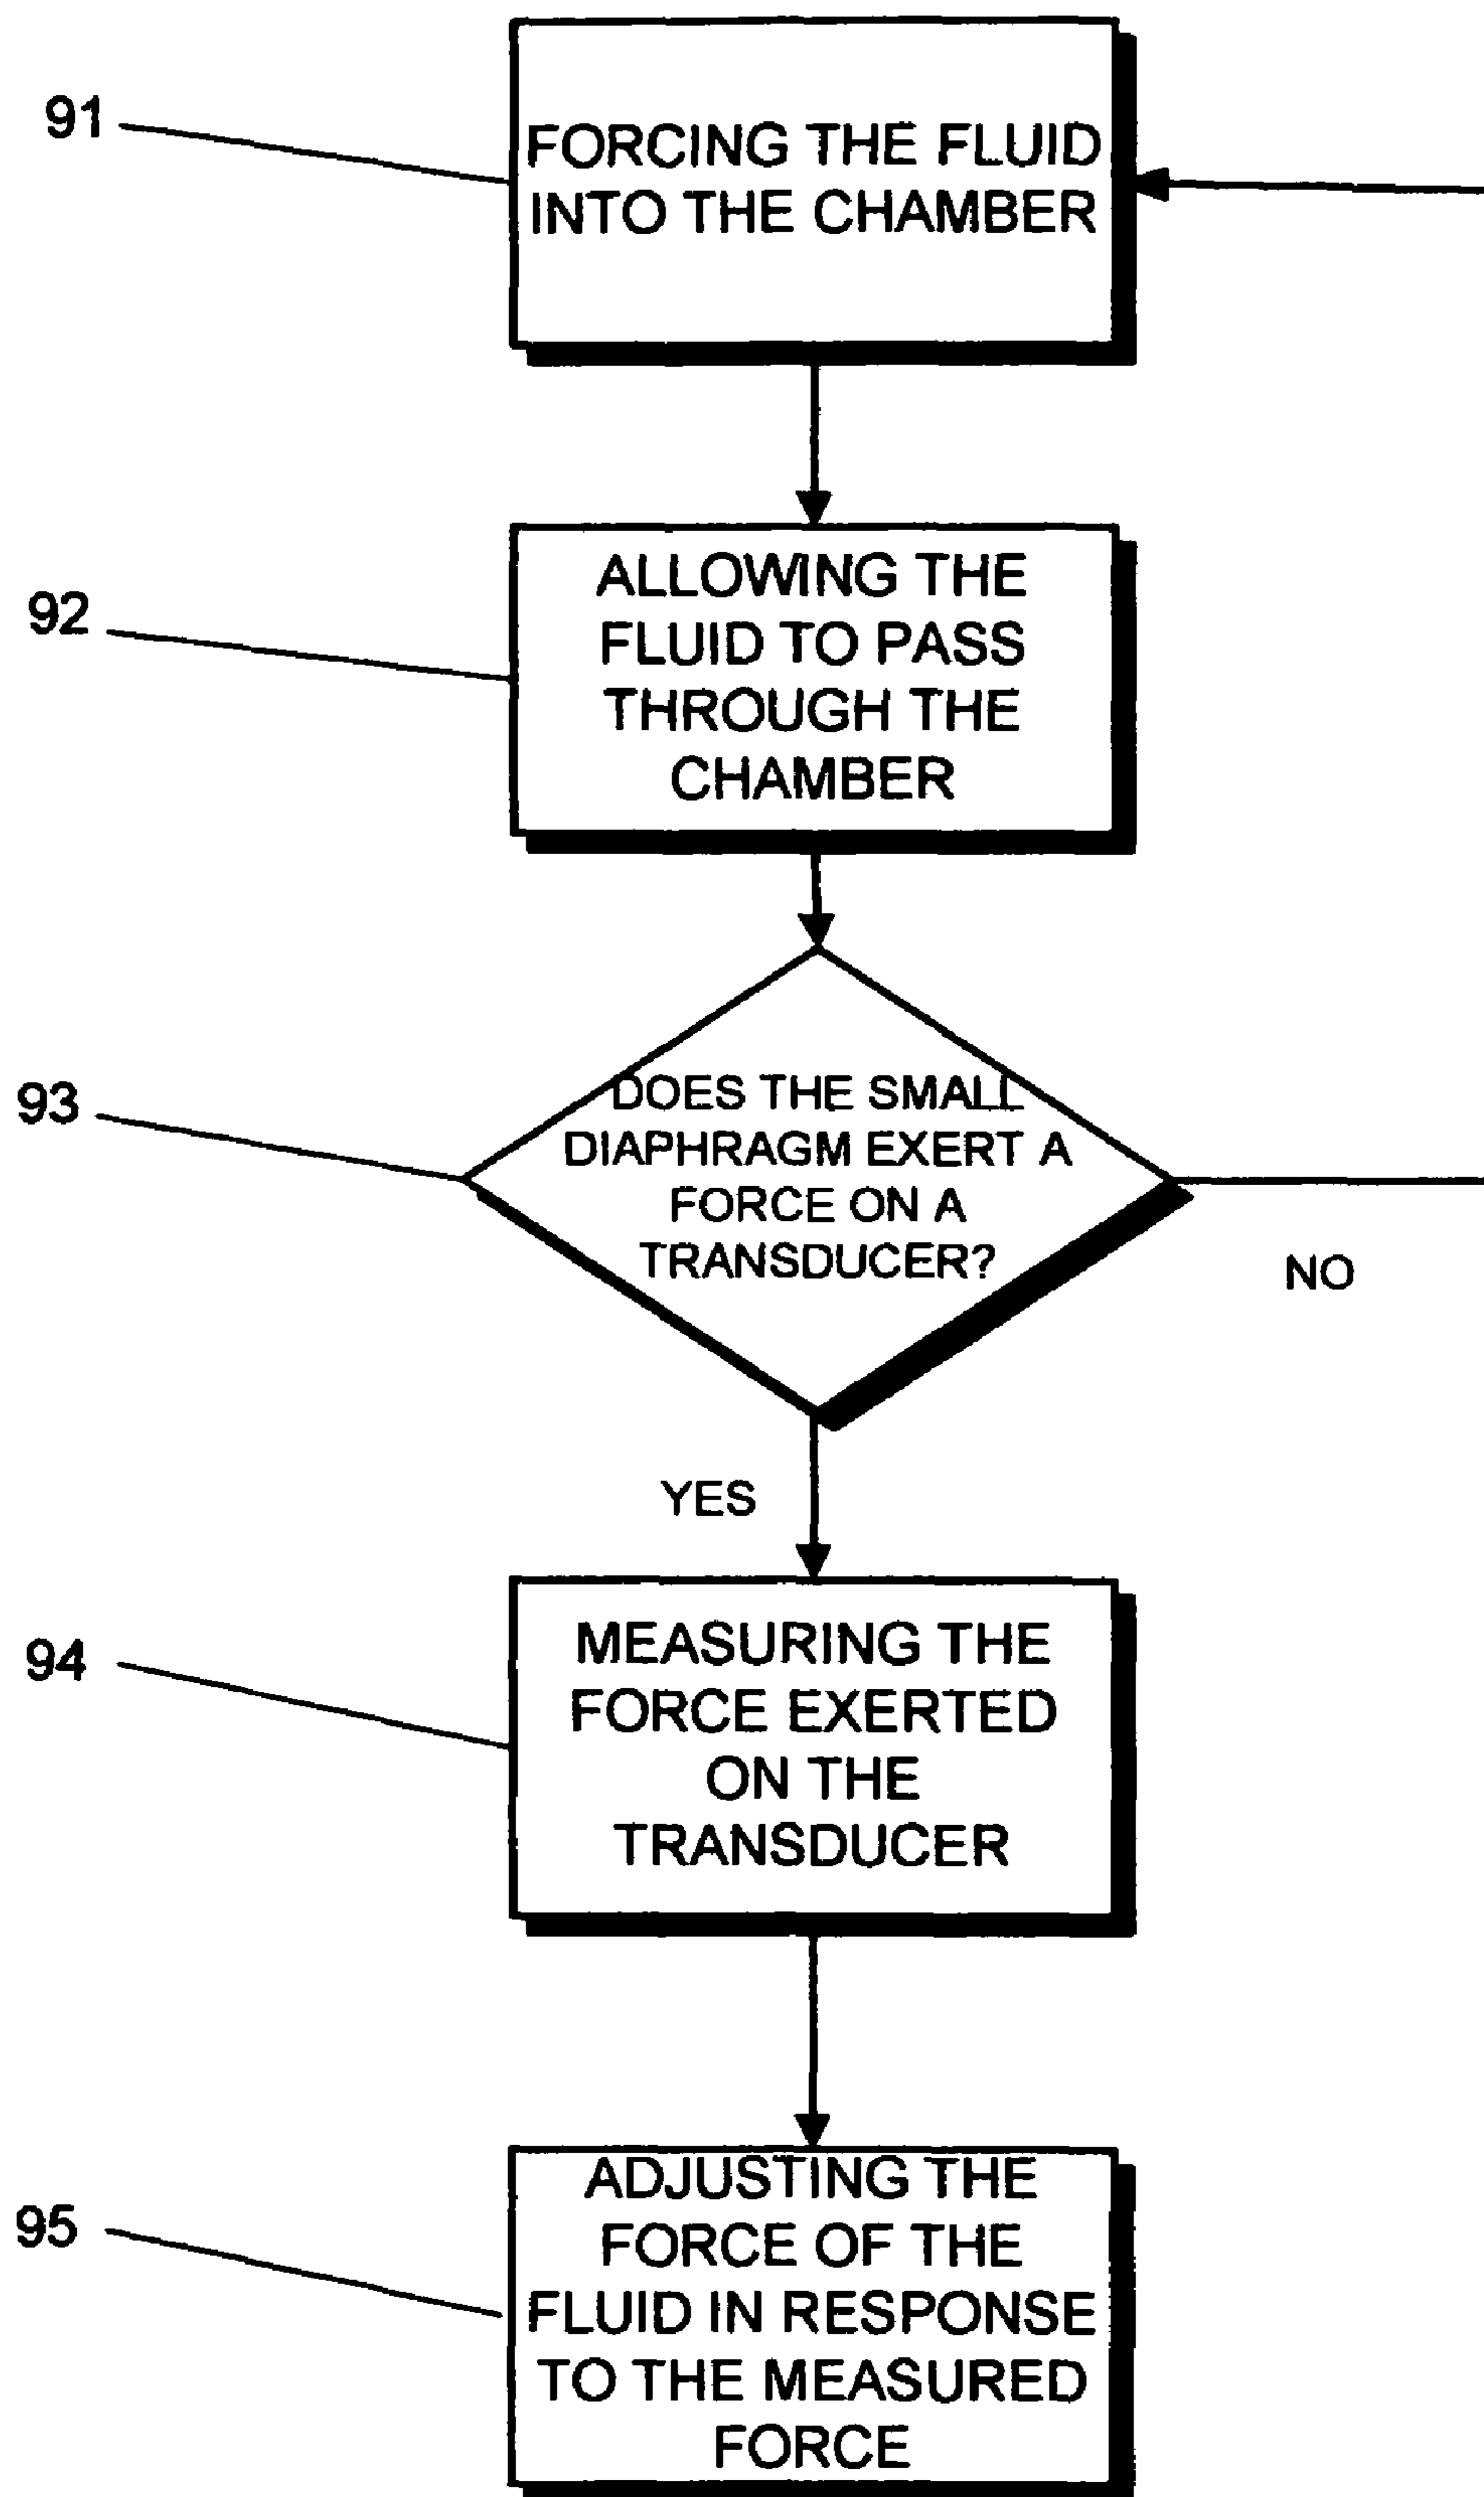 91
FORCING THE FLUID
INTO THE CHAMBER
92
ALLOWING THE
FLUID TO PASS
THROUGH THE
CHAMBER
93
DOES THE SMALL
DIAPHRAGM EXERT A
FORCE ON A
TRANSDUCER?
NO
YES
94
MEASURING THE
FORCE EXERTED
ON THE
TRANSDUCER
95
ADJUSTING THE
FORCE OF THE
FLUID IN RESPONSE
TO THE MEASURED
FORCE